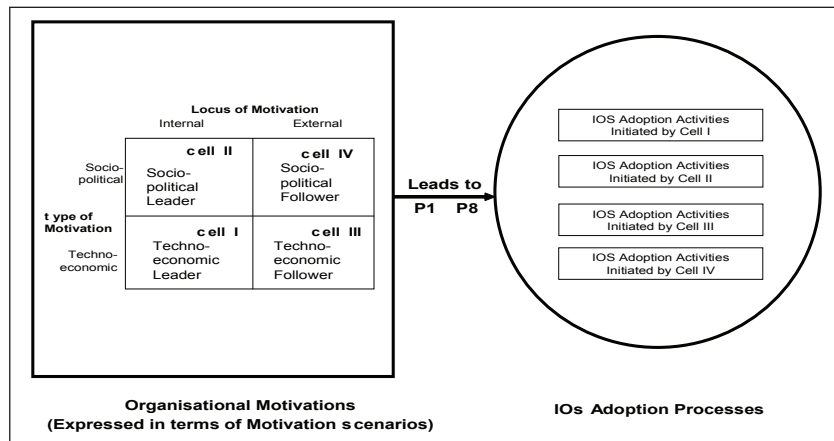 Locus of Motivation
Internal External
cell II
cell IV
Socio-
political
Socio-
political
Leader
Socio-
political
Follower
type of
Motivation
cell I
cell III
Techno-
economic
Techno-
economic
Leader
Techno-
economic
Follower
Leads to
P1 P8
IOS Adoption Activities
Initiated by Cell I
IOS Adoption Activities
Initiated by Cell II
IOS Adoption Activities
Initiated by Cell III
IOS Adoption Activities
Initiated by Cell IV
Organisational Motivations
(Expressed in terms of Motivation scenarios)
IOs Adoption Processes